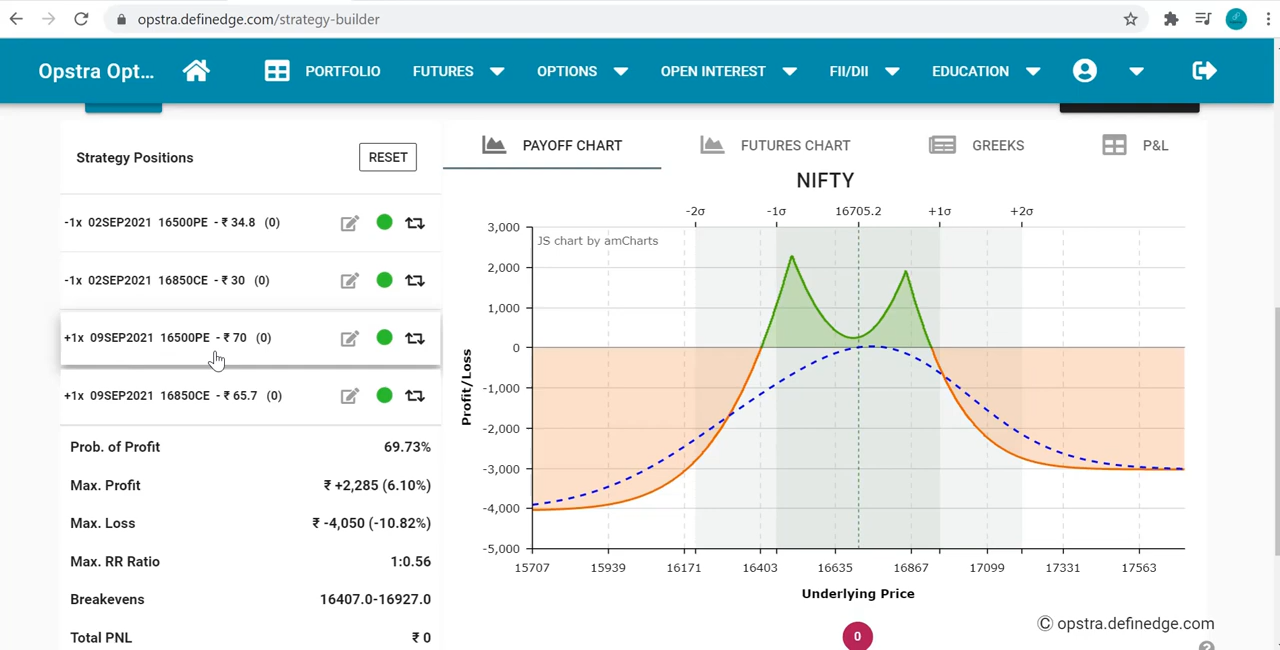 opstra.definedge.com/strategy-builder
Opstra Opt... PORTFOLIO FUTURES OPTIONS OPEN INTEREST FII/DII EDUCATION
Strategy Positions RESET
-1x 02SEP2021 16500PE - ₹ 34.8 (0)
-1x 02SEP2021 16850CE - ₹ 30 (0)
+1x 09SEP2021 16500PE - ₹ 70 (0)
+1x 09SEP2021 16850CE - ₹ 65.7 (0)
Prob. of Profit 69.73%
Max. Profit ₹ +2,285 (6.10%)
Max. Loss ₹ -4,050 (-10.82%)
Max. RR Ratio 1:0.56
Breakevens 16407.0-16927.0
Total PNL ₹ 0
PAYOFF CHART FUTURES CHART GREEKS P&L
NIFTY
-2σ -1σ 16705.2 +1σ +2σ
JS chart by amCharts
3,000
2,000
1,000
0
-1,000
-2,000
-3,000
-4,000
-5,000
Profit/Loss
15707 15939 16171 16403 16635 16867 17099 17331 17563
Underlying Price
© opstra.definedge.com
0
?